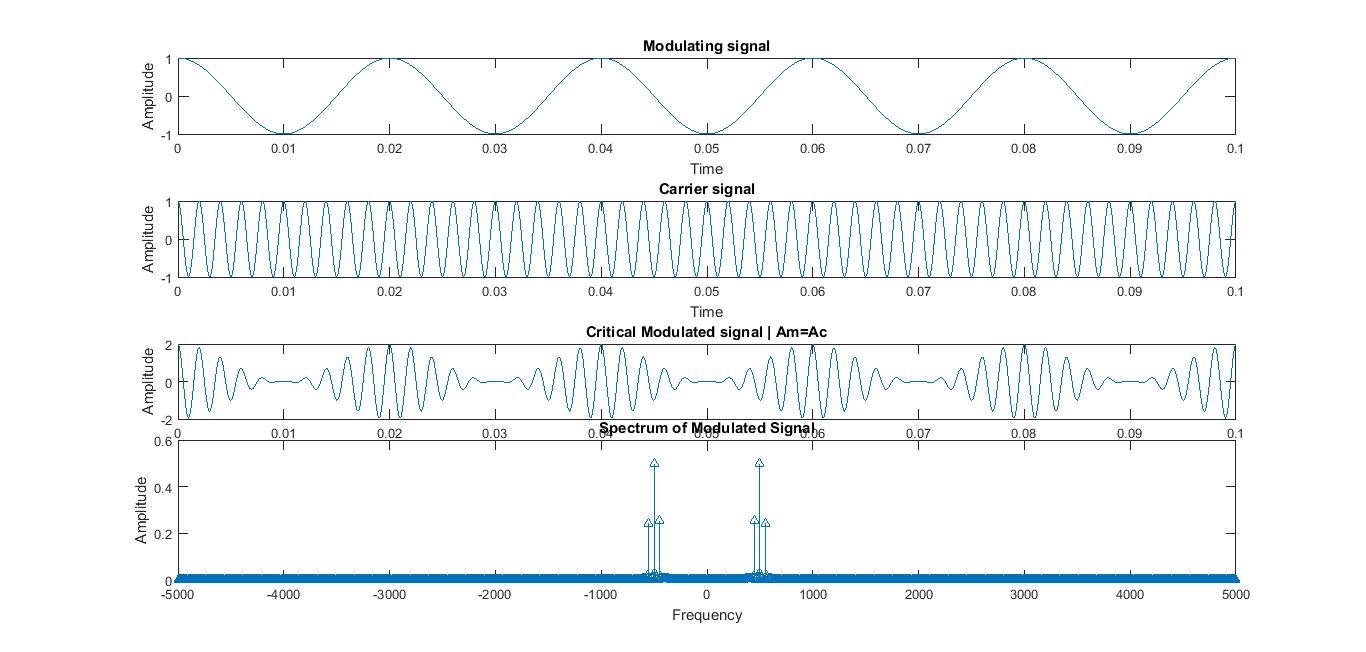 Modulating signal
1
0
-1
Amplitude
0 0.01 0.02 0.03 0.04 0.05 0.06 0.07 0.08 0.09 0.1
Time
Carrier signal
1
0
-1
Amplitude
0 0.01 0.02 0.03 0.04 0.05 0.06 0.07 0.08 0.09 0.1
Time
Critical Modulated signal | Am=Ac
2
0
-2
Amplitude
0 0.01 0.02 0.03 0.04 0.05 0.06 0.07 0.08 0.09 0.1
Spectrum of Modulated Signal
0.6
0.4
0.2
0
Amplitude
-5000 -4000 -3000 -2000 -1000 0 1000 2000 3000 4000 5000
Frequency